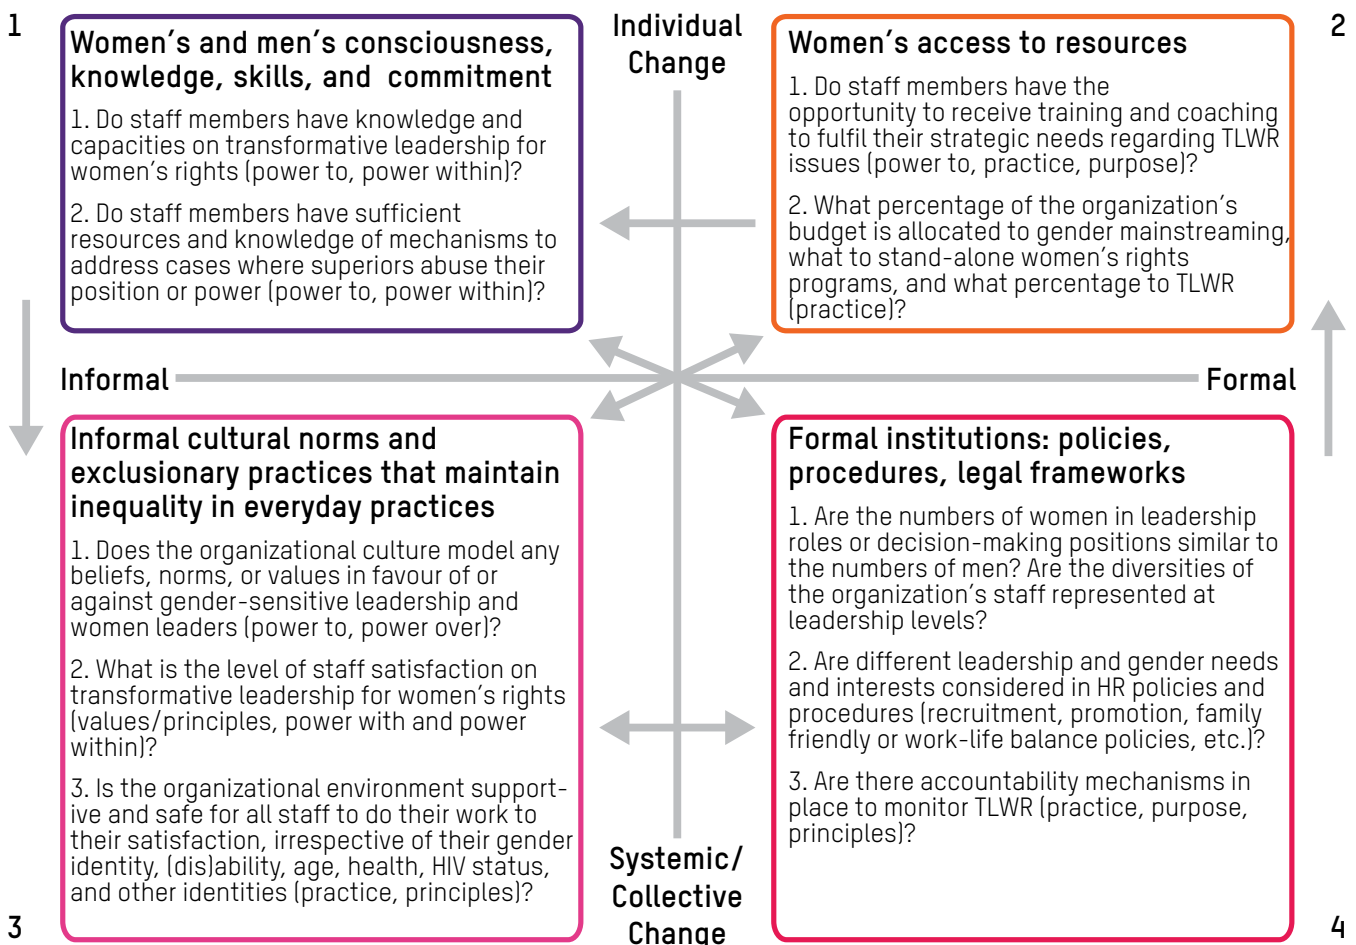 1
Women's and men's consciousness,
knowledge, skills, and commitment
1. Do staff members have knowledge and
capacities on transformative leadership for
women's rights (power to, power within)?
2. Do staff members have sufficient
resources and knowledge of mechanisms to
address cases where superiors abuse their
position or power (power to, power within)?
Individual
Change
2
Women's access to resources
1. Do staff members have the
opportunity to receive training and coaching
to fulfil their strategic needs regarding TLWR
issues (power to, practice, purpose)?
2. What percentage of the organization's
budget is allocated to gender mainstreaming,
what to stand-alone women's rights
programs, and what percentage to TLWR
(practice)?
Informal
Formal
Informal cultural norms and
exclusionary practices that maintain
inequality in everyday practices
1. Does the organizational culture model any
beliefs, norms, or values in favour of or
against gender-sensitive leadership and
women leaders (power to, power over)?
2. What is the level of staff satisfaction on
transformative leadership for women's rights
(values/principles, power with and power
within)?
3. Is the organizational environment support-
ive and safe for all staff to do their work to
their satisfaction, irrespective of their gender
identity, (dis)ability, age, health, HIV status,
and other identities (practice, principles)?
3
Systemic/
Collective
Change
Formal institutions: policies,
procedures, legal frameworks
1. Are the numbers of women in leadership
roles or decision-making positions similar to
the numbers of men? Are the diversities of
the organization's staff represented at
leadership levels?
2. Are different leadership and gender needs
and interests considered in HR policies and
procedures (recruitment, promotion, family
friendly or work-life balance policies, etc.)?
3. Are there accountability mechanisms in
place to monitor TLWR (practice, purpose,
principles)?
4